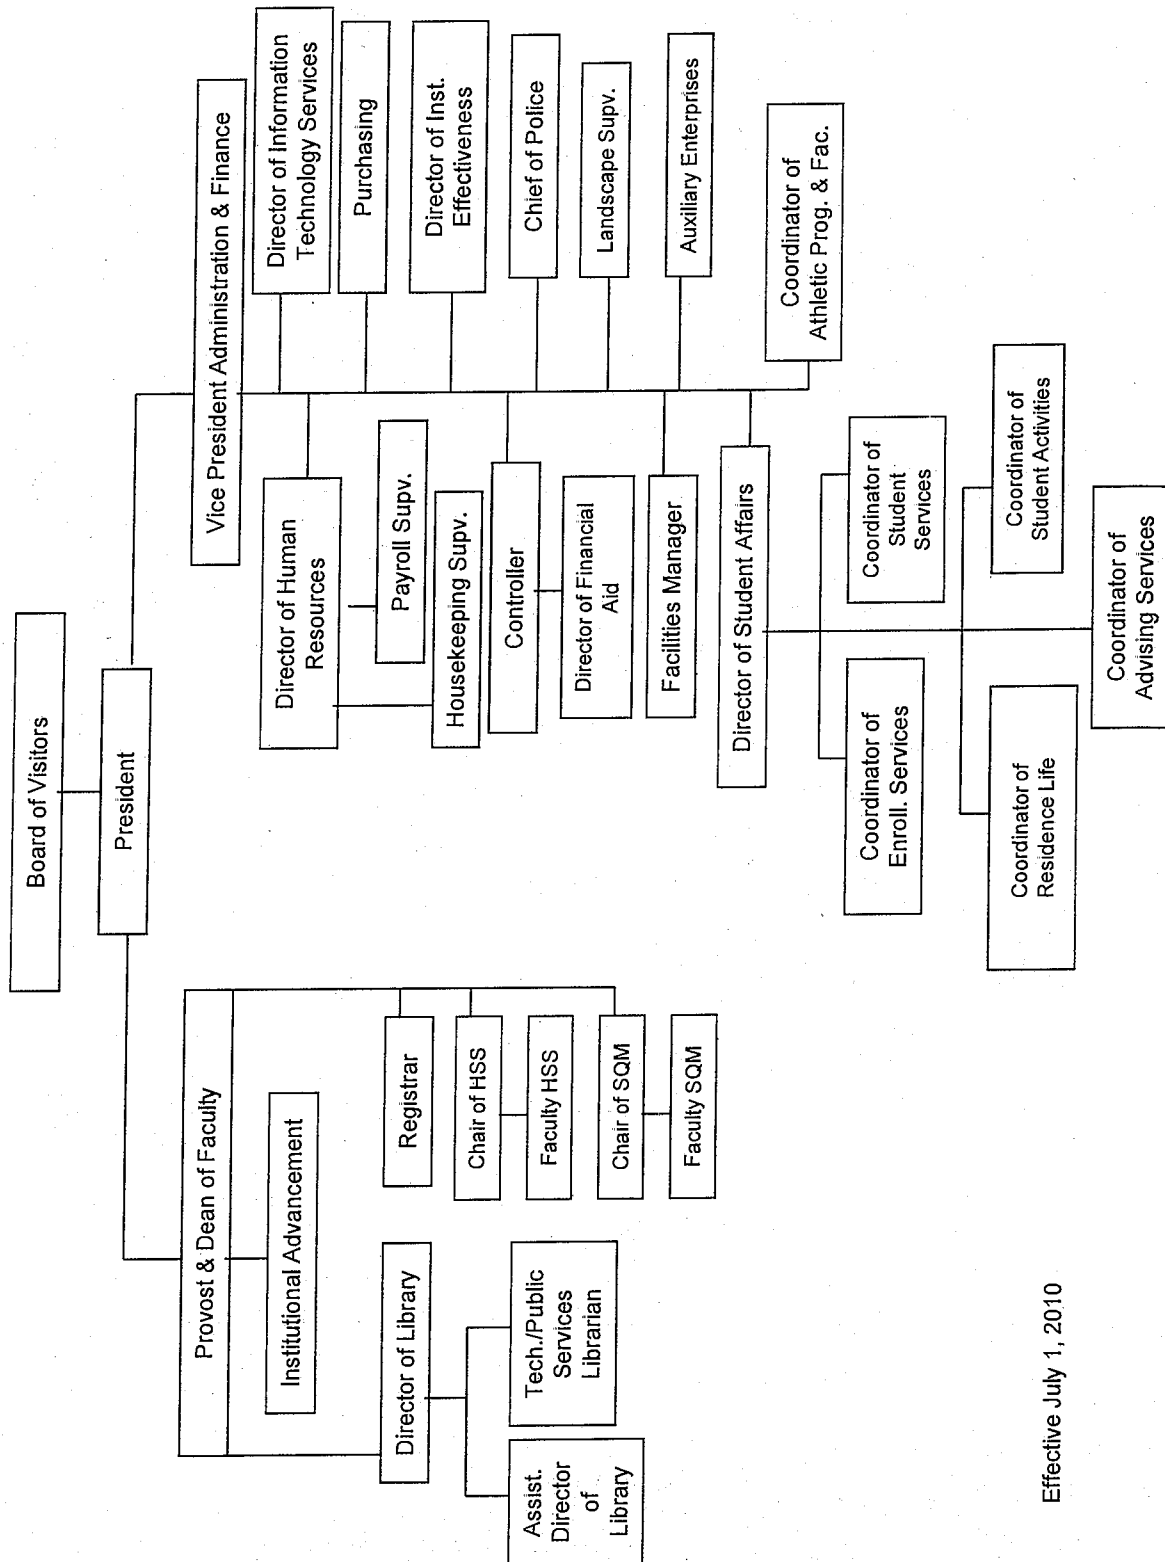 Board of Visitors
President
Provost & Dean of Faculty
Vice President Administration & Finance
Institutional Advancement
Director of Library
Assist.
Director
of
Library
Tech./Public
Services
Librarian
Registrar
Chair of HSS
Faculty HSS
Chair of SQM
Faculty SQM
Director of Human
Resources
Payroll Supv.
Housekeeping Supv.
Controller
Director of Financial
Aid
Facilities Manager
Director of Student Affairs
Coordinator of
Enroll. Services
Coordinator of
Student
Services
Coordinator of
Residence Life
Coordinator of
Student Activities
Coordinator of
Advising Services
Director of Information
Technology Services
Purchasing
Director of Inst.
Effectiveness
Chief of Police
Landscape Supv.
Auxiliary Enterprises
Coordinator of
Athletic Prog. & Fac.
Effective July 1, 2010